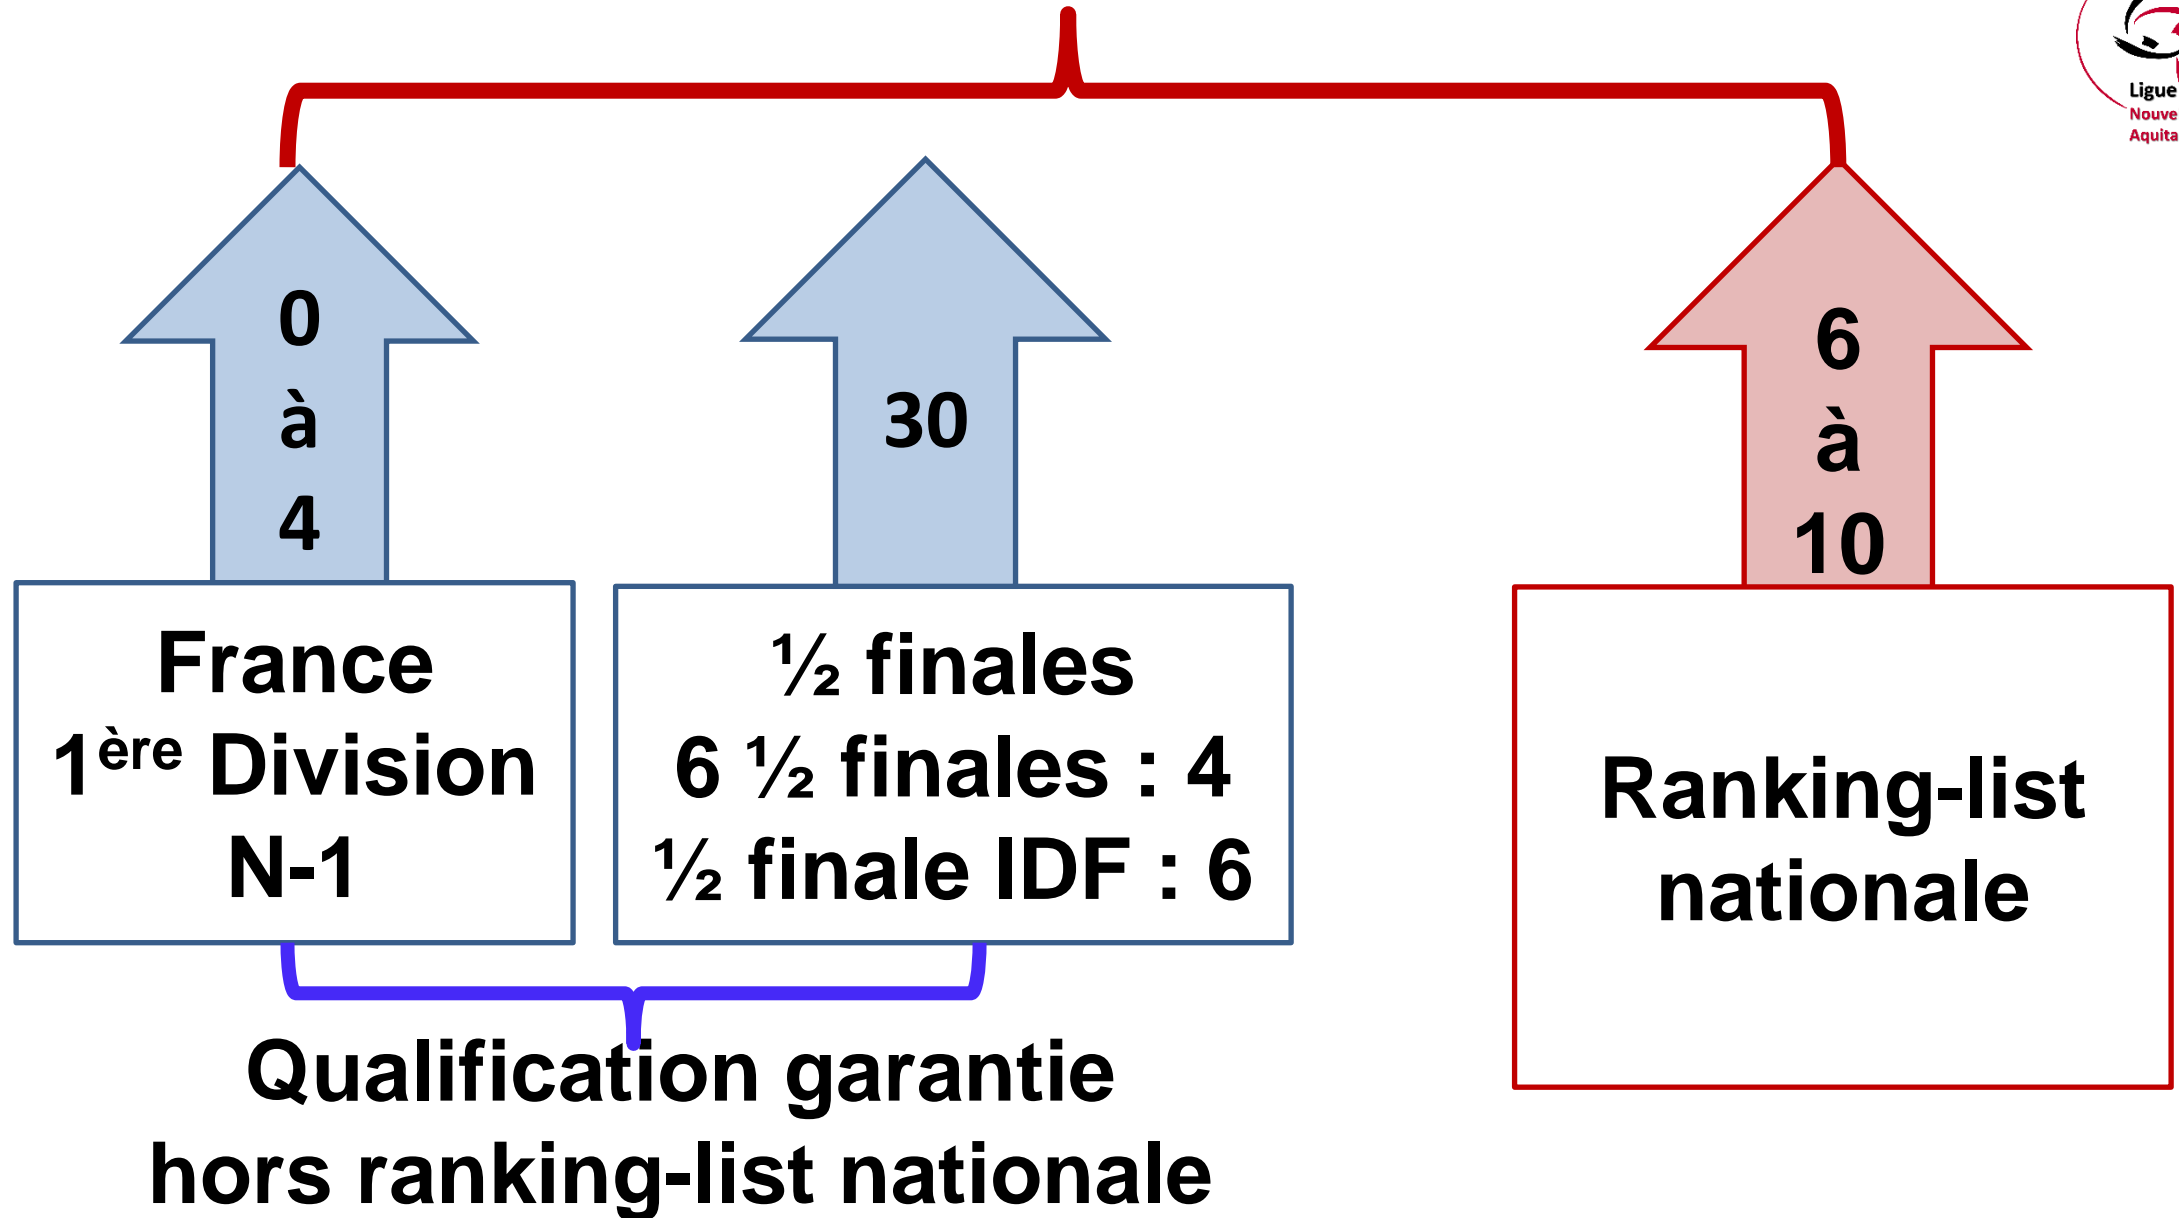 Ligue
0
à
4
30
6
à
10
France
1ère Division
N-1
½ finales
6 ½ finales : 4
½ finale IDF : 6
Ranking-list
nationale
Qualification garantie
hors ranking-list nationale